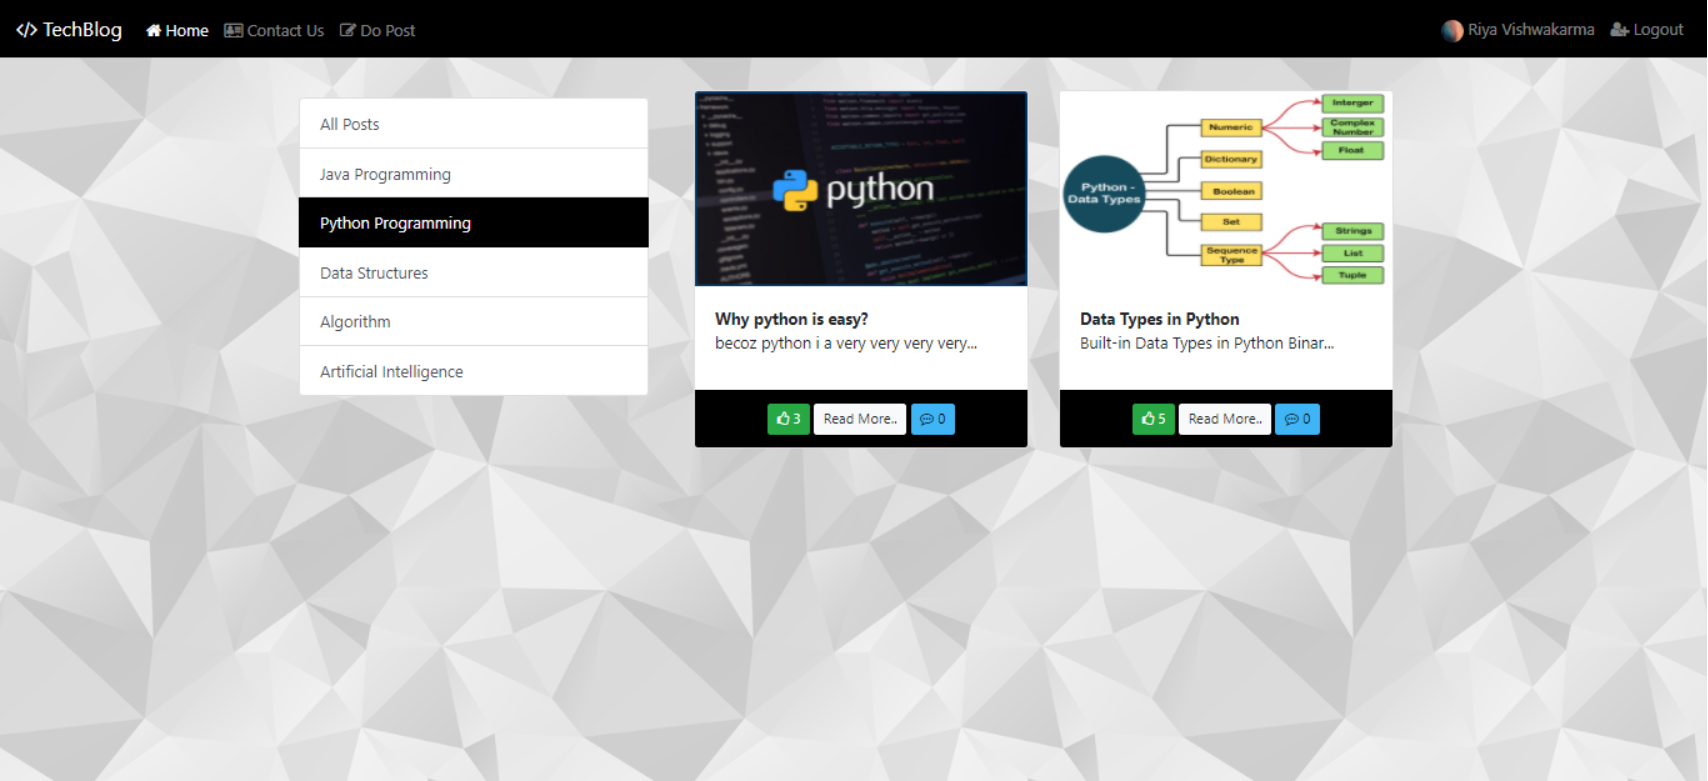 </> TechBlog Home Contact Us Do Post Riya Vishwakarma Logout
All Posts
Java Programming
Python Programming
Data Structures
Algorithm
Artificial Intelligence
python
Why python is easy?
becoz python i a very very very very...
3 Read More.. 0
Python -
Data Types
Numeric
Dictionary
Boolean
Set
Sequence
Type
Interger
Complex
Number
Float
Strings
List
Tuple
Data Types in Python
Built-in Data Types in Python Binar...
5 Read More.. 0